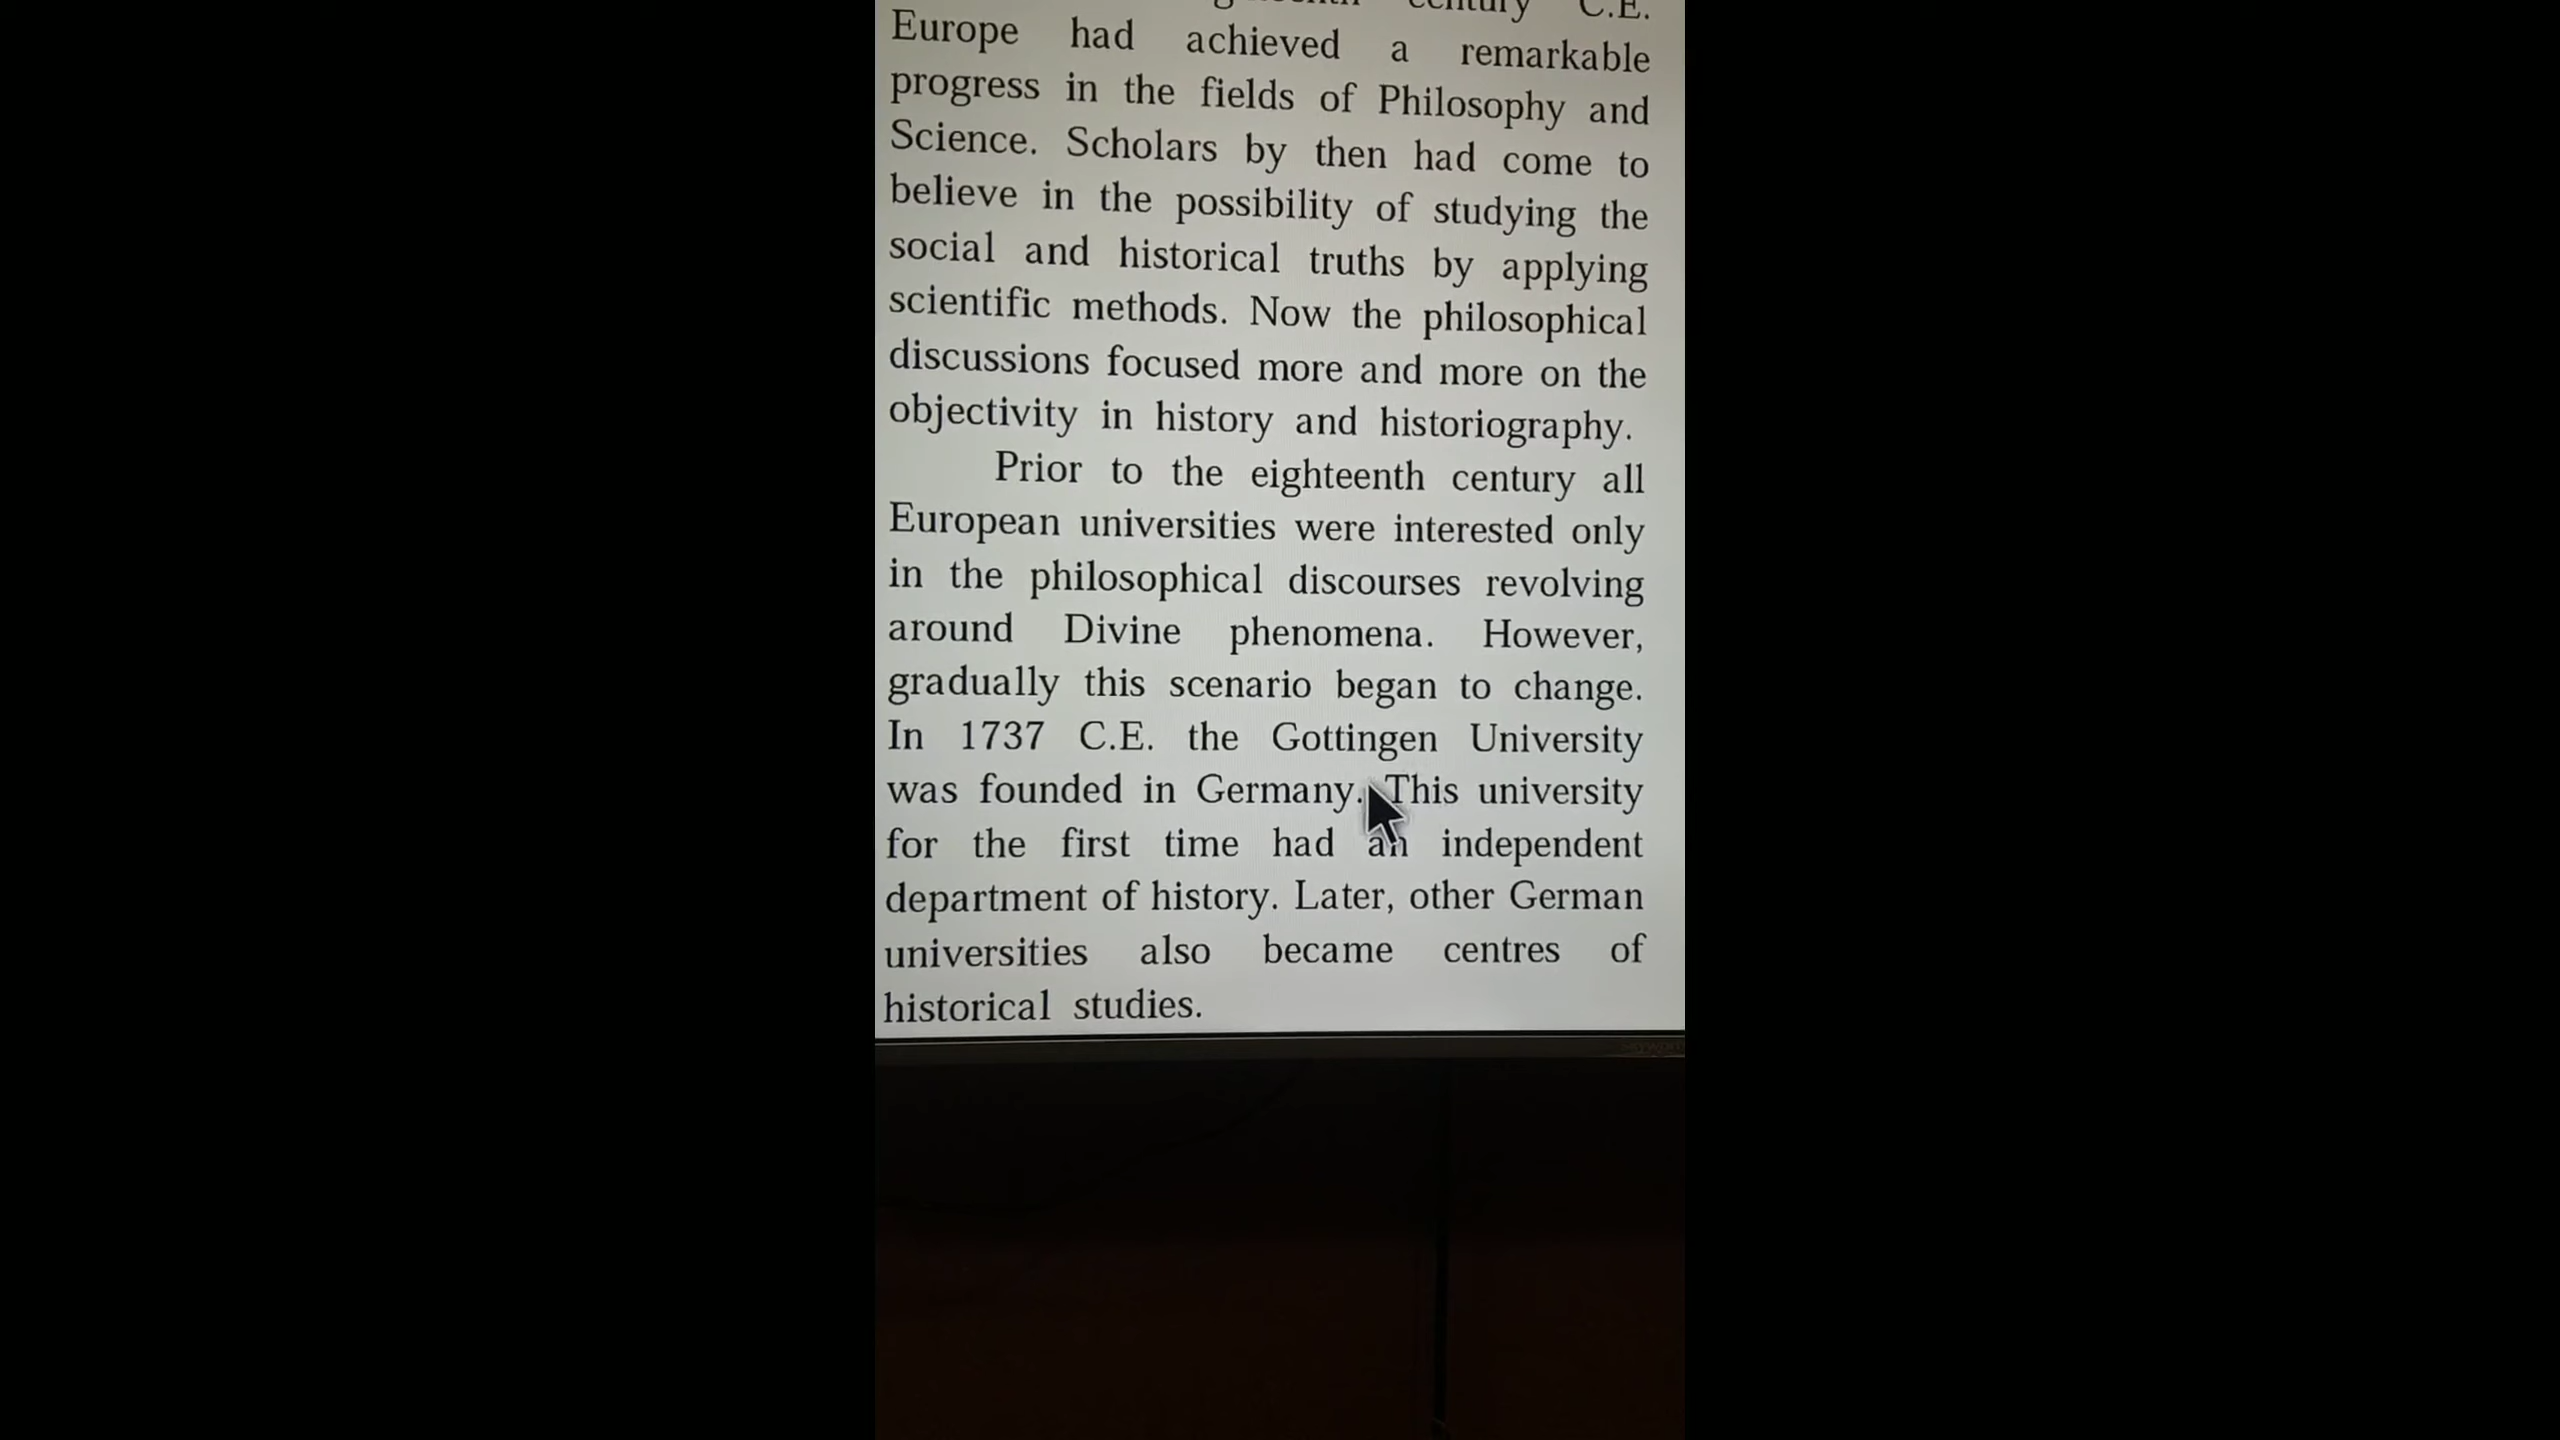 century C.E.
Europe had achieved a remarkable
progress in the fields of Philosophy and
Science. Scholars by then had come to
believe in the possibility of studying the
social and historical truths by applying
scientific methods. Now the philosophical
discussions focused more and more on the
objectivity in history and historiography.
Prior to the eighteenth century all
European universities were interested only
in the philosophical discourses revolving
around Divine phenomena. However,
gradually this scenario began to change.
In 1737 C.E. the Gottingen University
was founded in Germany. This university
for the first time had an independent
department of history. Later, other German
universities also became centres of
historical studies.